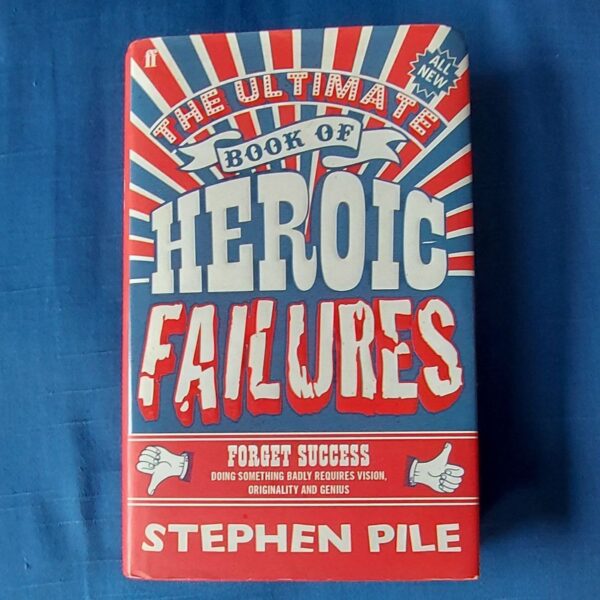 ff
ALL
NEW
THE ULTIMATE
BOOK OF
HEROIC
FAILURES
FORGET SUCCESS
DOING SOMETHING BADLY REQUIRES VISION,
ORIGINALITY AND GENIUS
STEPHEN PILE